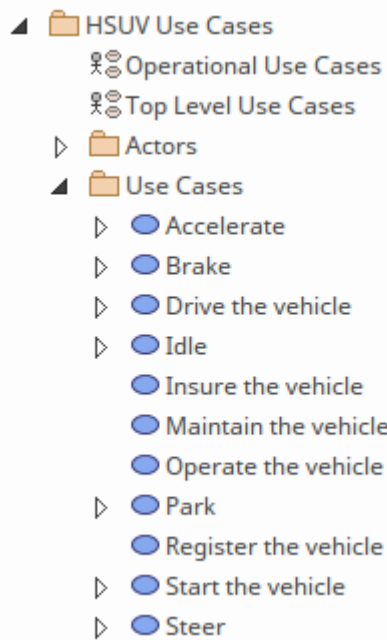 HSUV Use Cases
Operational Use Cases
Top Level Use Cases
Actors
Use Cases
Accelerate
Brake
Drive the vehicle
Idle
Insure the vehicle
Maintain the vehicle
Operate the vehicle
Park
Register the vehicle
Start the vehicle
Steer